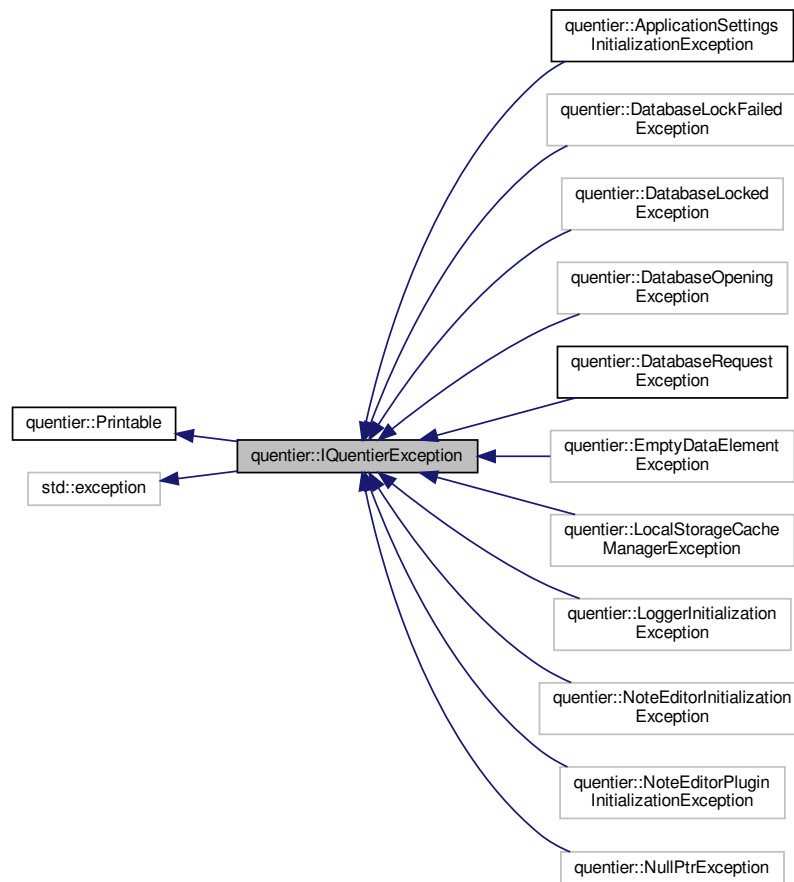 quentier::ApplicationSettings
InitializationException
quentier::DatabaseLockFailed
Exception
quentier::DatabaseLocked
Exception
quentier::DatabaseOpening
Exception
quentier::DatabaseRequest
Exception
quentier::Printable
quentier::IQuentierException
quentier::EmptyDataElement
Exception
std::exception
quentier::LocalStorageCache
ManagerException
quentier::LoggerInitialization
Exception
quentier::NoteEditorInitialization
Exception
quentier::NoteEditorPlugin
InitializationException
quentier::NullPtrException